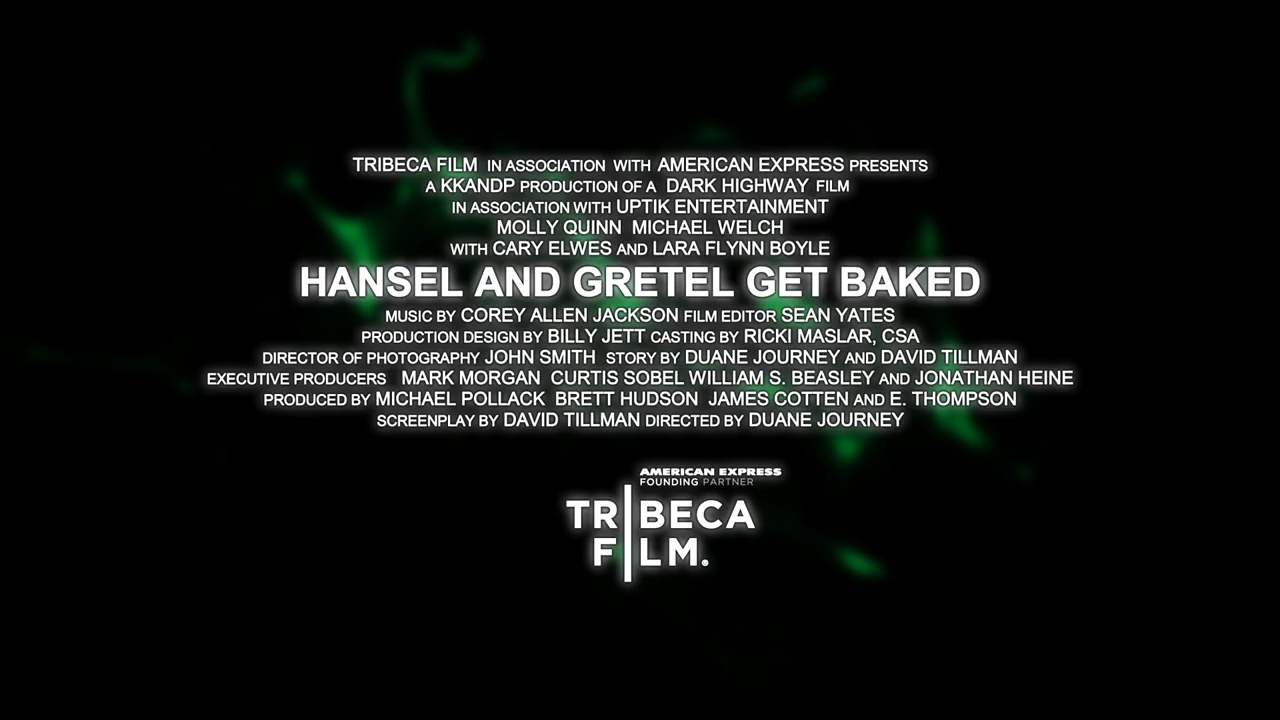 TRIBECA FILM IN ASSOCIATION WITH AMERICAN EXPRESS PRESENTS
A KKANDP PRODUCTION OF A DARK HIGHWAY FILM
IN ASSOCIATION WITH UPTIK ENTERTAINMENT
MOLLY QUINN MICHAEL WELCH
WITH CARY ELWES AND LARA FLYNN BOYLE
HANSEL AND GRETEL GET BAKED
MUSIC BY COREY ALLEN JACKSON FILM EDITOR SEAN YATES
PRODUCTION DESIGN BY BILLY JETT CASTING BY RICKI MASLAR, CSA
DIRECTOR OF PHOTOGRAPHY JOHN SMITH STORY BY DUANE JOURNEY AND DAVID TILLMAN
EXECUTIVE PRODUCERS MARK MORGAN CURTIS SOBEL WILLIAM S. BEASLEY AND JONATHAN HEINE
PRODUCED BY MICHAEL POLLACK BRETT HUDSON JAMES COTTEN AND E. THOMPSON
SCREENPLAY BY DAVID TILLMAN DIRECTED BY DUANE JOURNEY
AMERICAN EXPRESS
FOUNDING PARTNER
TRIBECA
FILM.